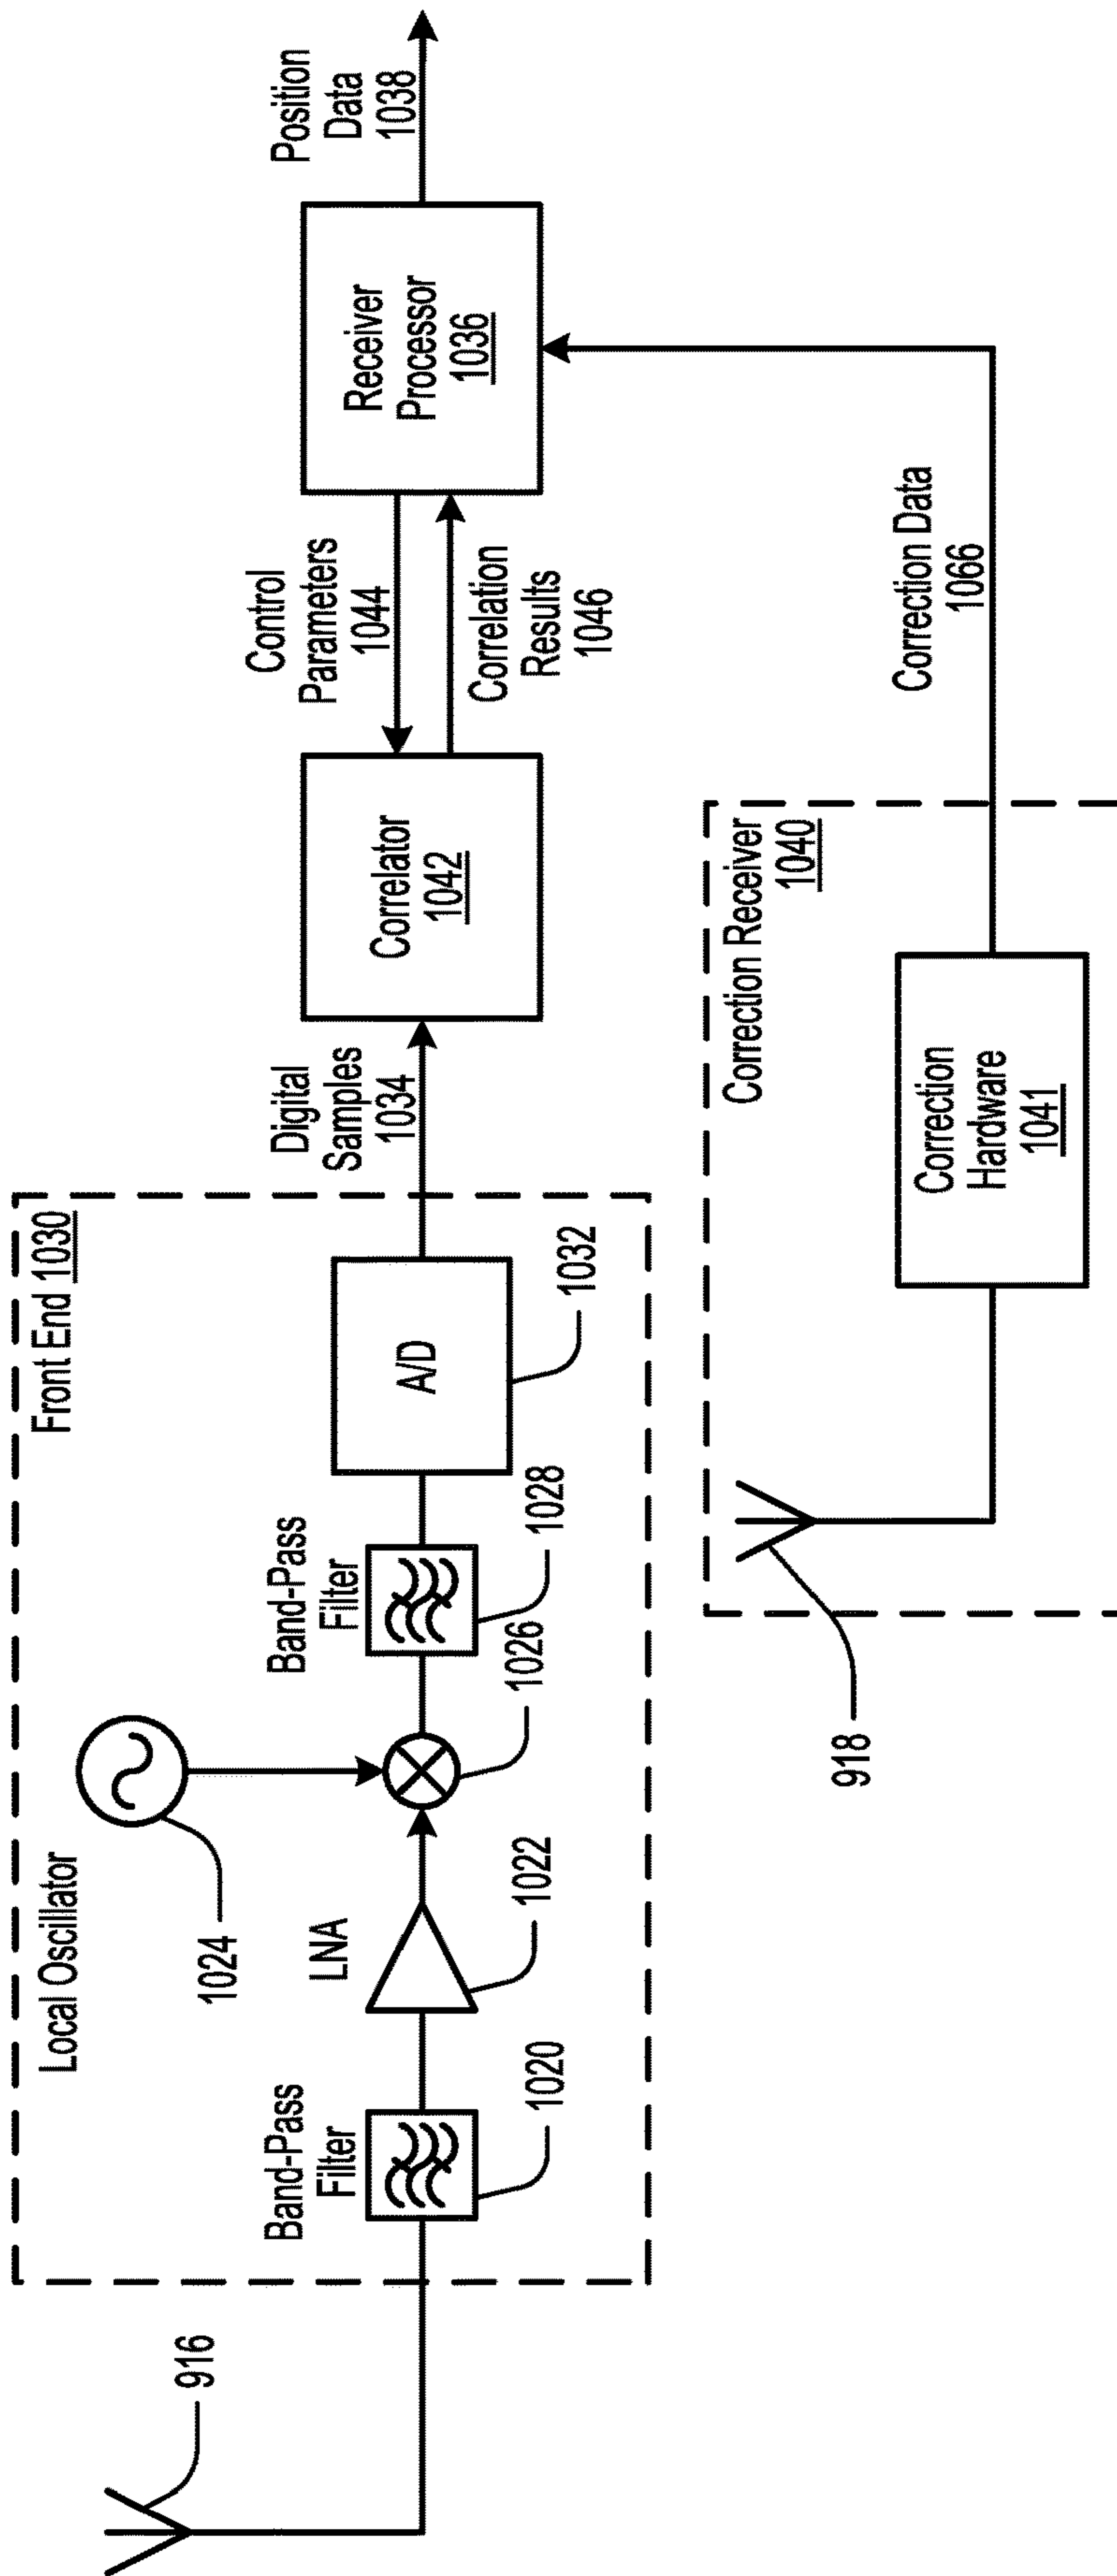 916
Front End 1030
Local Oscillator
1024
Band-Pass
Filter
1020
LNA
1022
1026
Band-Pass
Filter
1028
A/D
1032
Digital
Samples
1034
Correlator
1042
Control
Parameters
1044
Correlation
Results
1046
Receiver
Processor
1036
Position
Data
1038
918
Correction Receiver
1040
Correction
Hardware
1041
Correction Data
1066